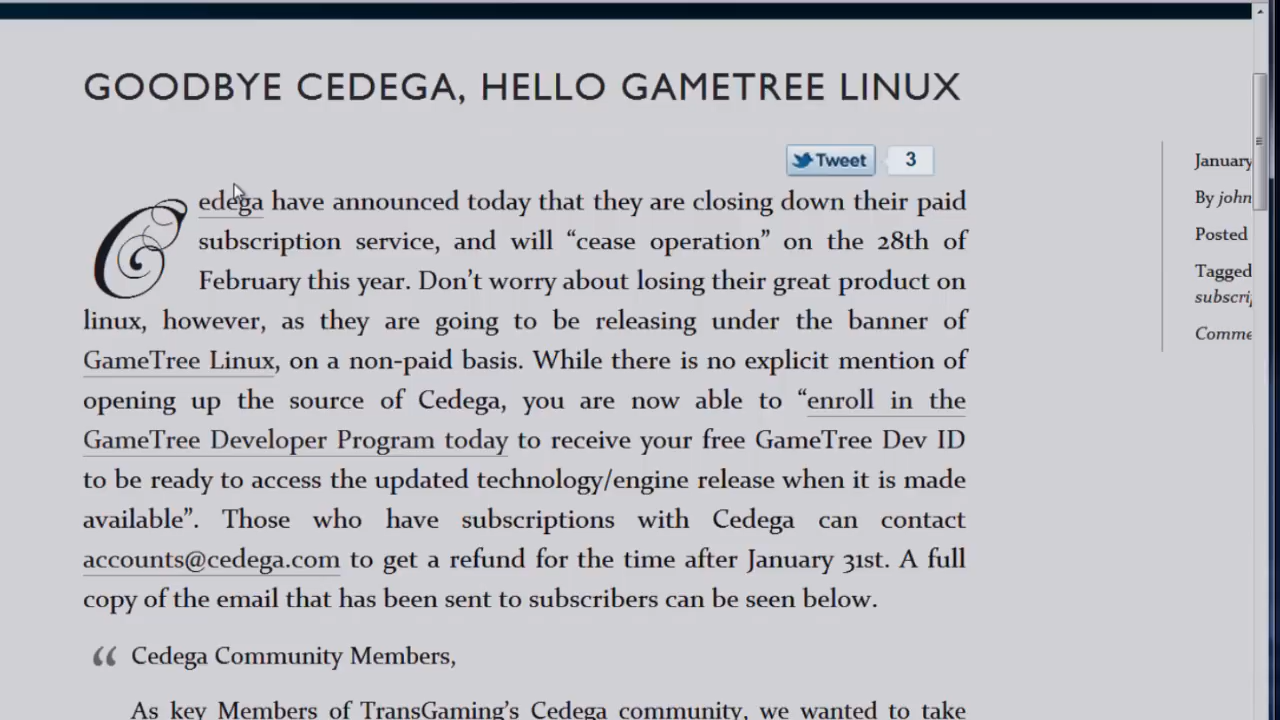 GOODBYE CEDEGA, HELLO GAMETREE LINUX
Tweet 3
Cedega have announced today that they are closing down their paid
subscription service, and will “cease operation” on the 28th of
February this year. Don’t worry about losing their great product on
linux, however, as they are going to be releasing under the banner of
GameTree Linux, on a non-paid basis. While there is no explicit mention of
opening up the source of Cedega, you are now able to “enroll in the
GameTree Developer Program today to receive your free GameTree Dev ID
to be ready to access the updated technology/engine release when it is made
available”. Those who have subscriptions with Cedega can contact
accounts@cedega.com to get a refund for the time after January 31st. A full
copy of the email that has been sent to subscribers can be seen below.
“ Cedega Community Members,
As key Members of TransGaming’s Cedega community, we wanted to take
January
By john
Posted
Tagged
subscri
Comme